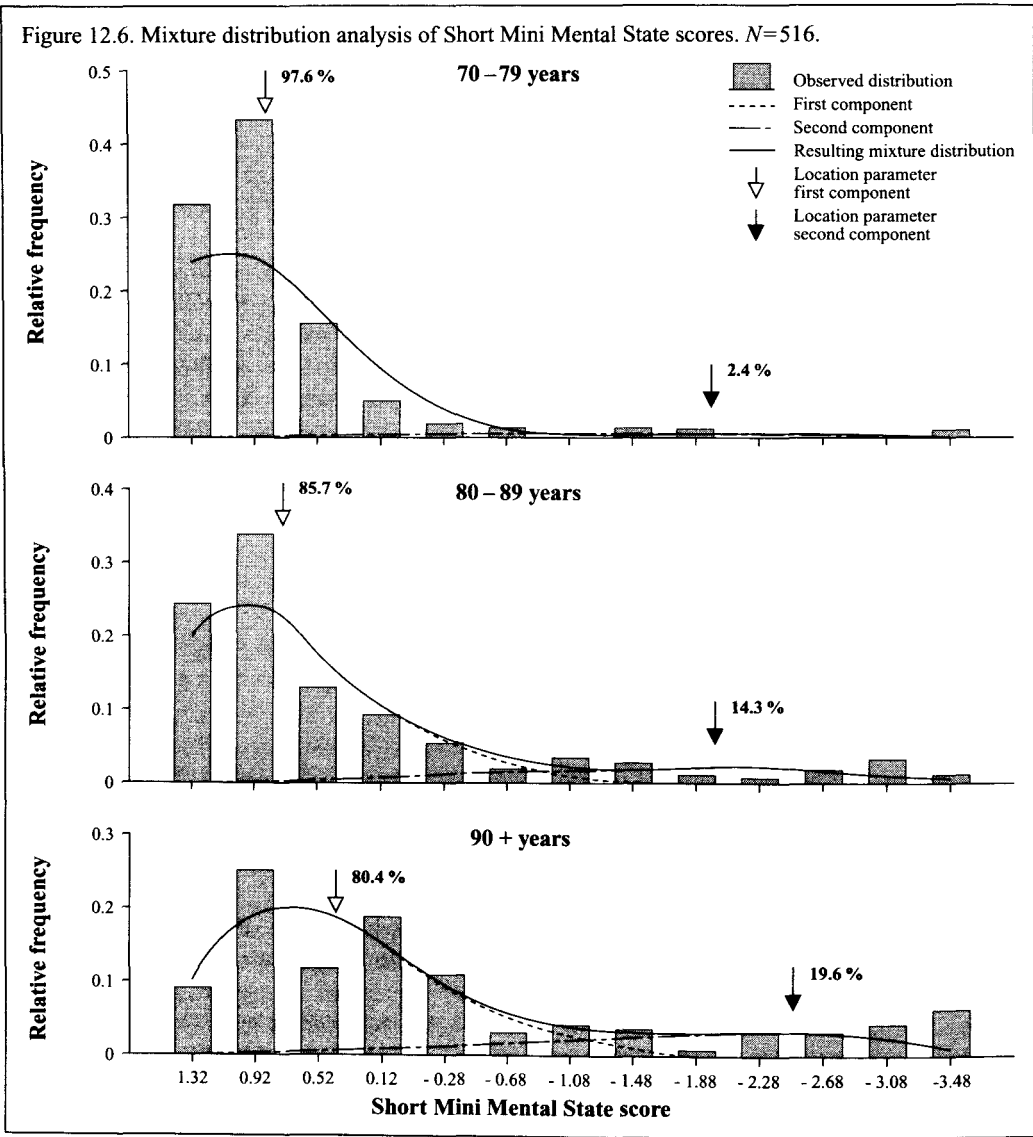 Figure 12.6. Mixture distribution analysis of Short Mini Mental State scores. N=516.
70–79 years
97.6 %
2.4 %
Observed distribution
First component
Second component
Resulting mixture distribution
Location parameter
first component
Location parameter
second component
Relative frequency
0.5
0.4
0.3
0.2
0.1
0
80–89 years
85.7 %
14.3 %
Relative frequency
0.4
0.3
0.2
0.1
0
90 + years
80.4 %
19.6 %
Relative frequency
0.3
0.2
0.1
0
1.32 0.92 0.52 0.12 - 0.28 - 0.68 - 1.08 - 1.48 - 1.88 - 2.28 - 2.68 - 3.08 -3.48
Short Mini Mental State score